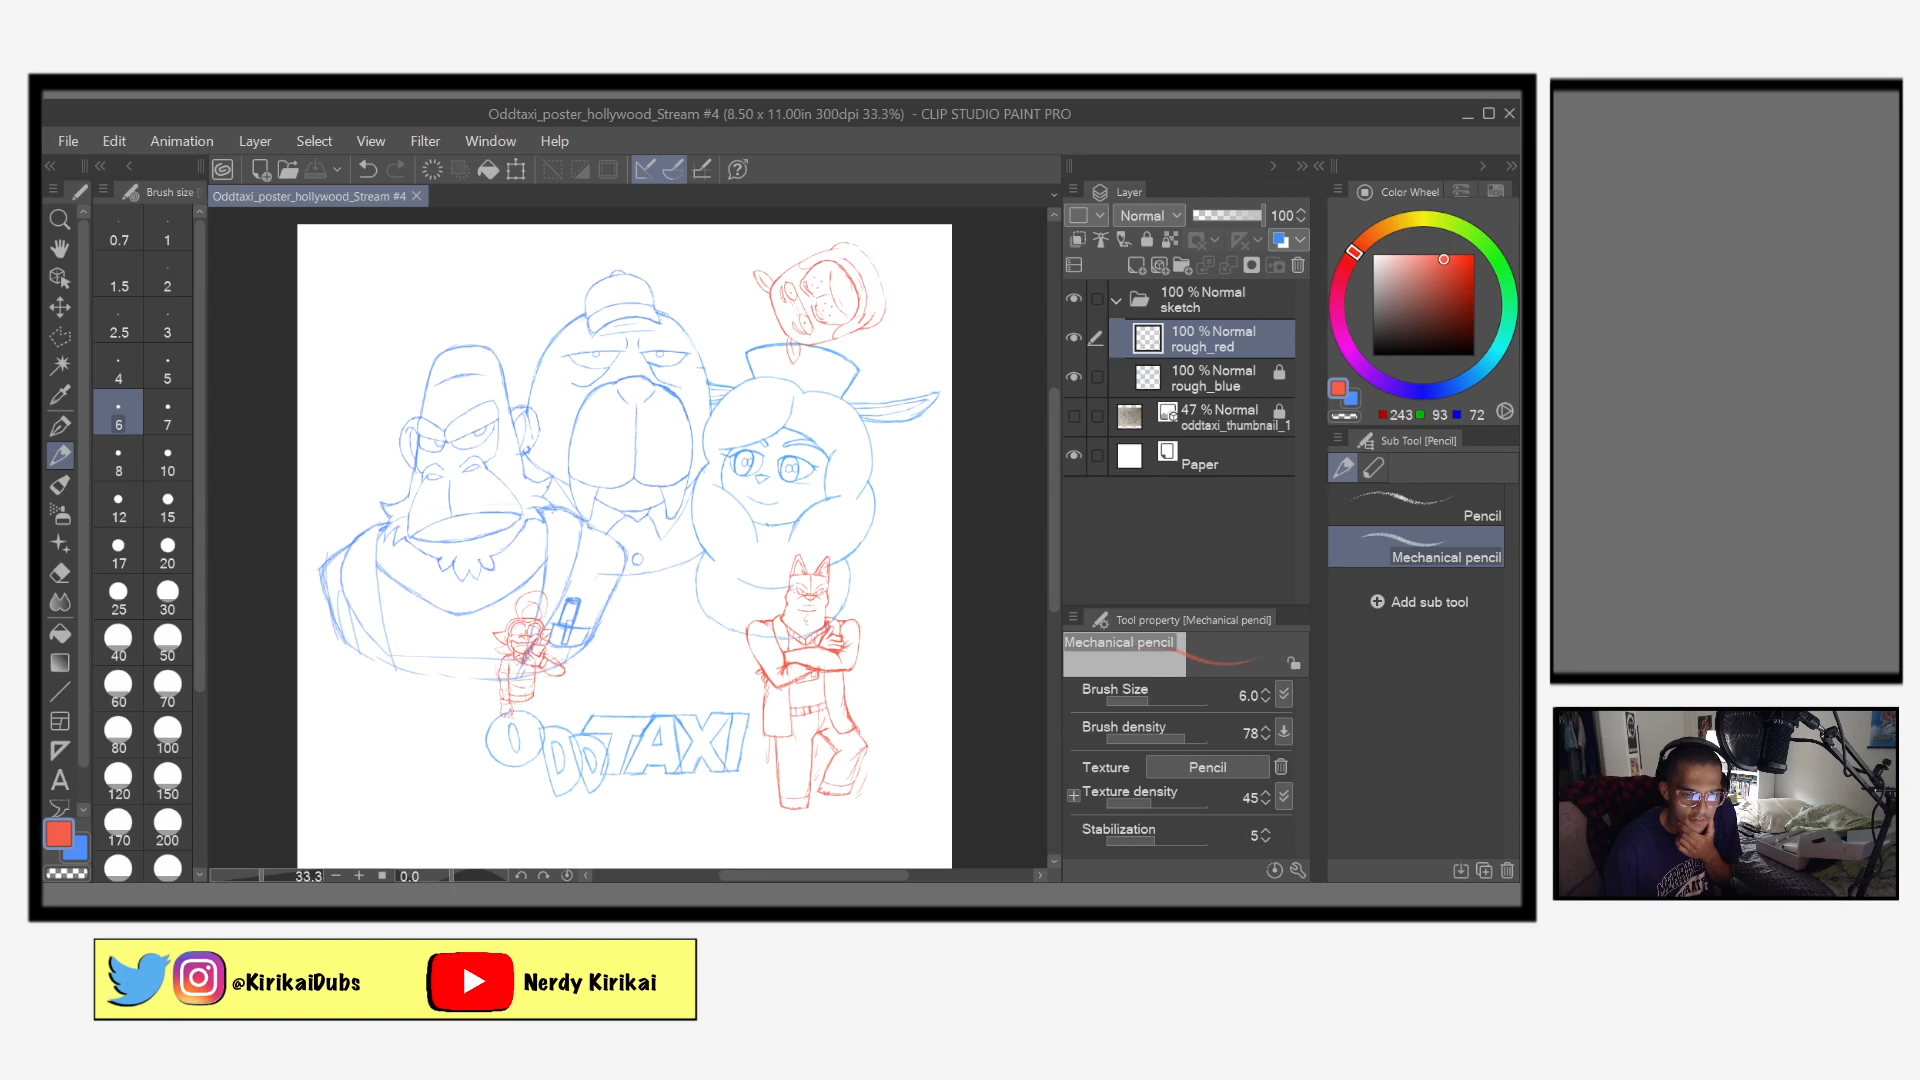 Oddtaxi_poster_hollywood_Stream #4 (8.50 x 11.00in 300dpi 33.3%) - CLIP STUDIO PAINT PRO
File Edit Animation Layer Select View Filter Window Help
Brush size
Oddtaxi_poster_hollywood_Stream #4
0.7 1
1.5 2
2.5 3
4 5
6 7
8 10
12 15
17 20
25 30
40 50
60 70
80 100
120 150
170 200
A
ODDTAXI
33.3
0.0
Layer
Normal 100
100 % Normal
sketch
100 % Normal
rough_red
100 % Normal
rough_blue
47 % Normal
oddtaxi_thumbnail_1
Paper
Tool property [Mechanical pencil]
Mechanical pencil
Brush Size 6.0
Brush density 78
Texture Pencil
Texture density 45
Stabilization 5
Color Wheel
243 93 72
Sub Tool [Pencil]
Pencil
Mechanical pencil
Add sub tool
@KirikaiDubs
Nerdy Kirikai